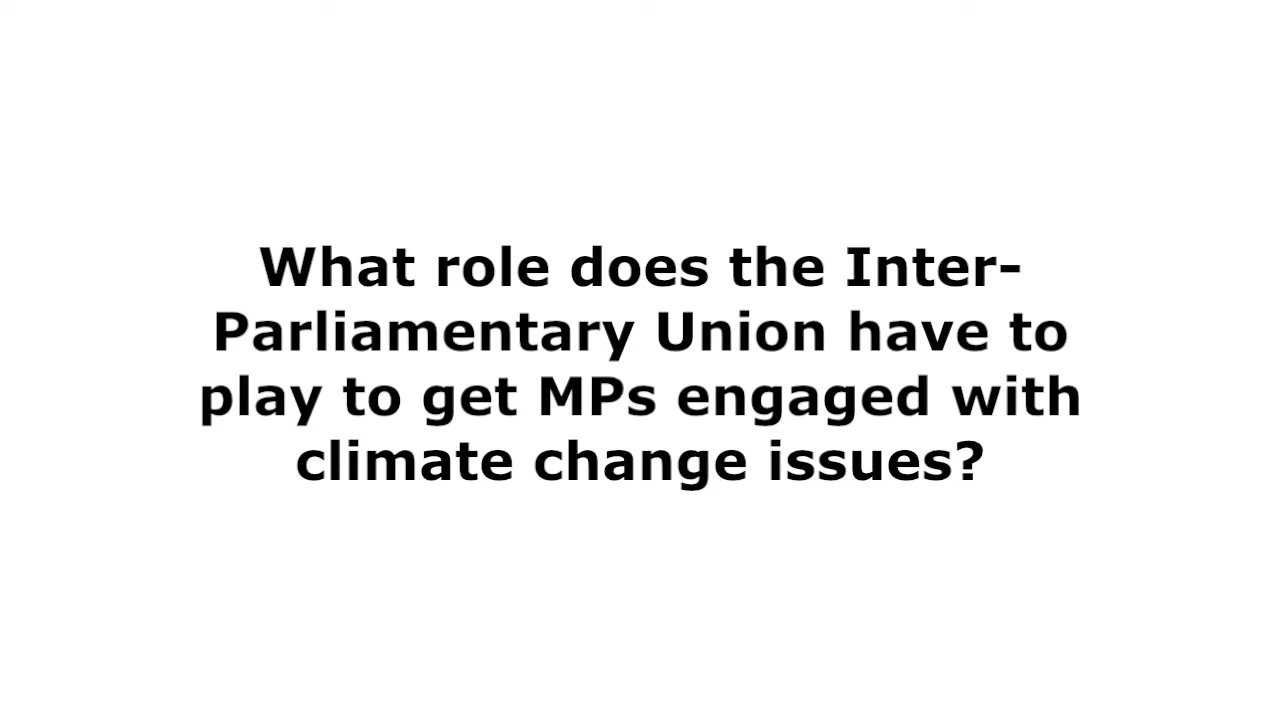 What role does the Inter-
Parliamentary Union have to
play to get MPs engaged with
climate change issues?